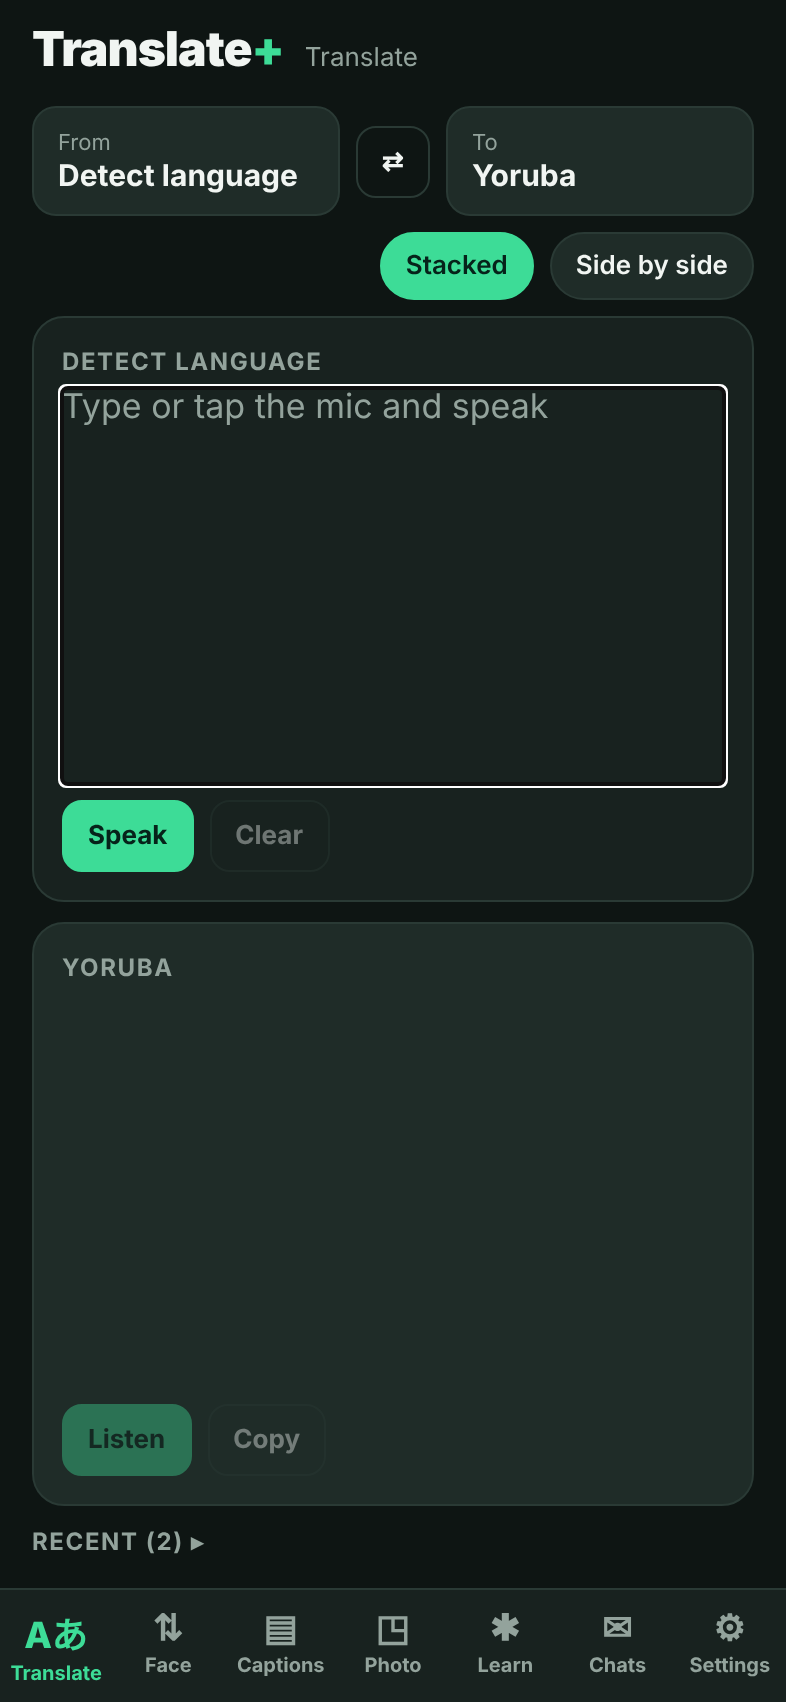 Translate+ Translate
From
Detect language
⇄
To
Yoruba
Stacked
Side by side
DETECT LANGUAGE
Type or tap the mic and speak
Speak
Clear
YORUBA
Listen
Copy
RECENT (2) ▸
Aあ
Translate
Face
Captions
Photo
Learn
Chats
Settings